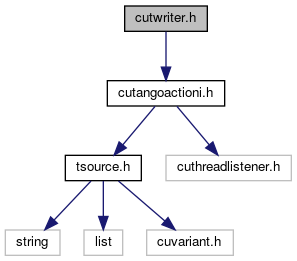 cutwriter.h
cutangoactioni.h
tsource.h
cuthreadlistener.h
string
list
cuvariant.h